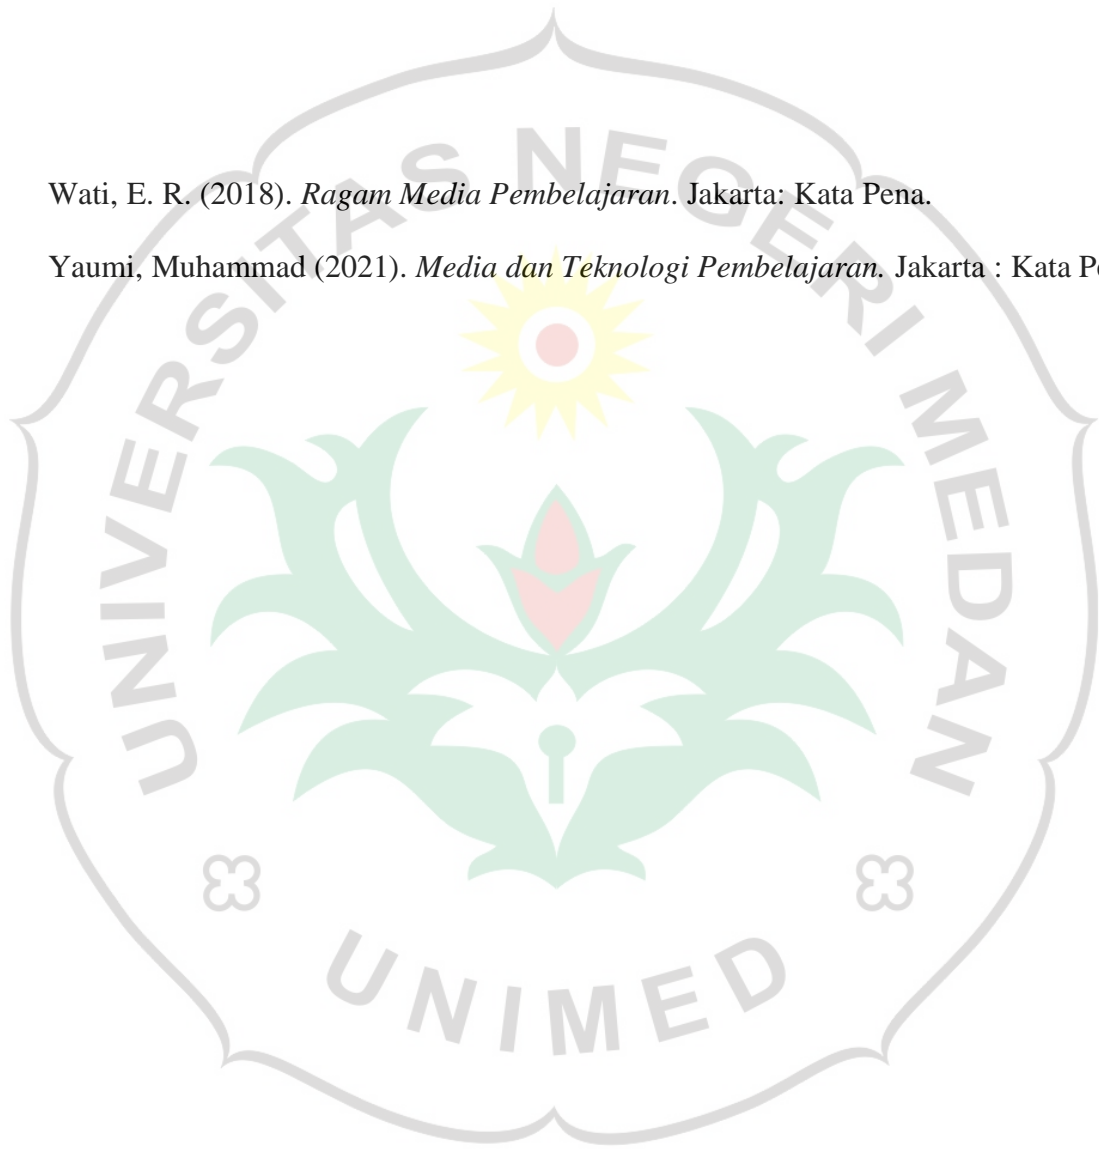 Wati, E. R. (2018). Ragam Media Pembelajaran. Jakarta: Kata Pena.
Yaumi, Muhammad (2021). Media dan Teknologi Pembelajaran. Jakarta : Kata
UNIVERSITAS NEGERI MEDAN
UNIMED